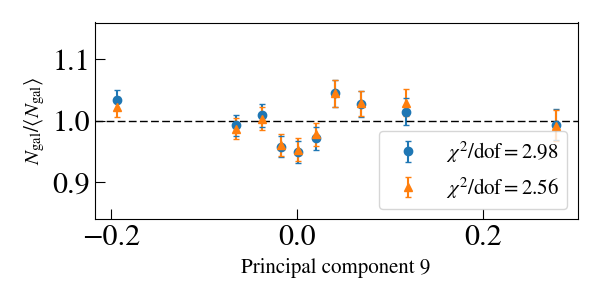 1.1
1.0
0.9
N_gal/⟨N_gal⟩
χ²/dof = 2.98
χ²/dof = 2.56
−0.2 0.0 0.2
Principal component 9